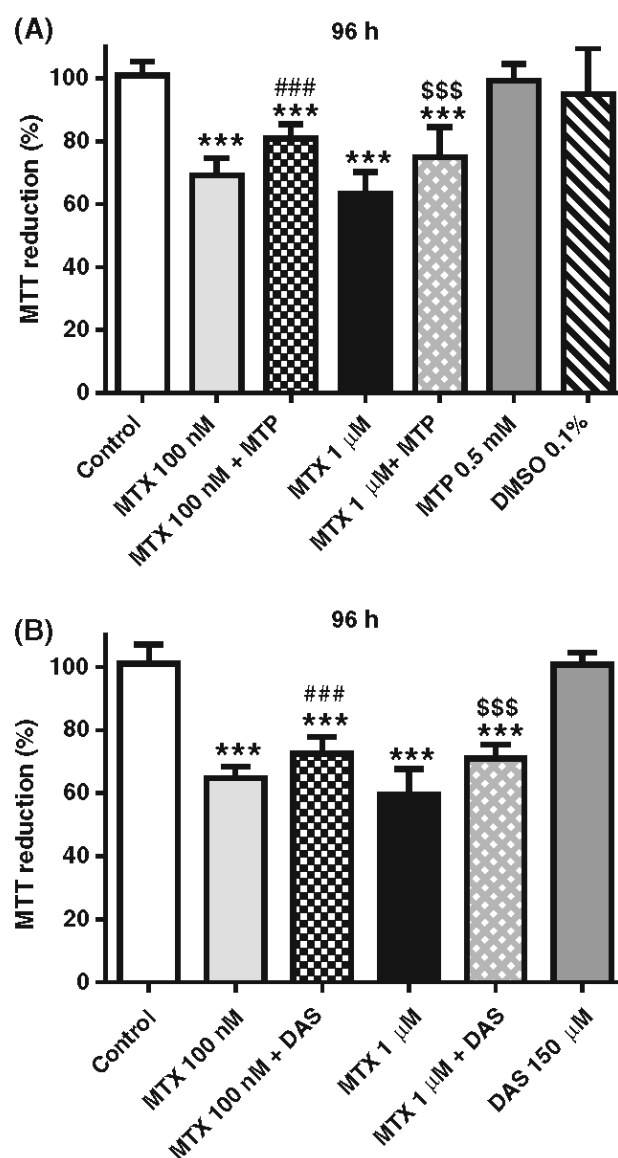 (A)
96 h
MTT reduction (%)
100
80
60
40
20
0
***
###
***
***
$$$
***
Control
MTX 100 nM
MTX 100 nM + MTP
MTX 1 μM
MTX 1 μM+ MTP
MTP 0.5 mM
DMSO 0.1%
(B)
96 h
MTT reduction (%)
100
80
60
40
20
0
***
###
***
***
$$$
***
Control
MTX 100 nM
MTX 100 nM + DAS
MTX 1 μM
MTX 1 μM + DAS
DAS 150 μM